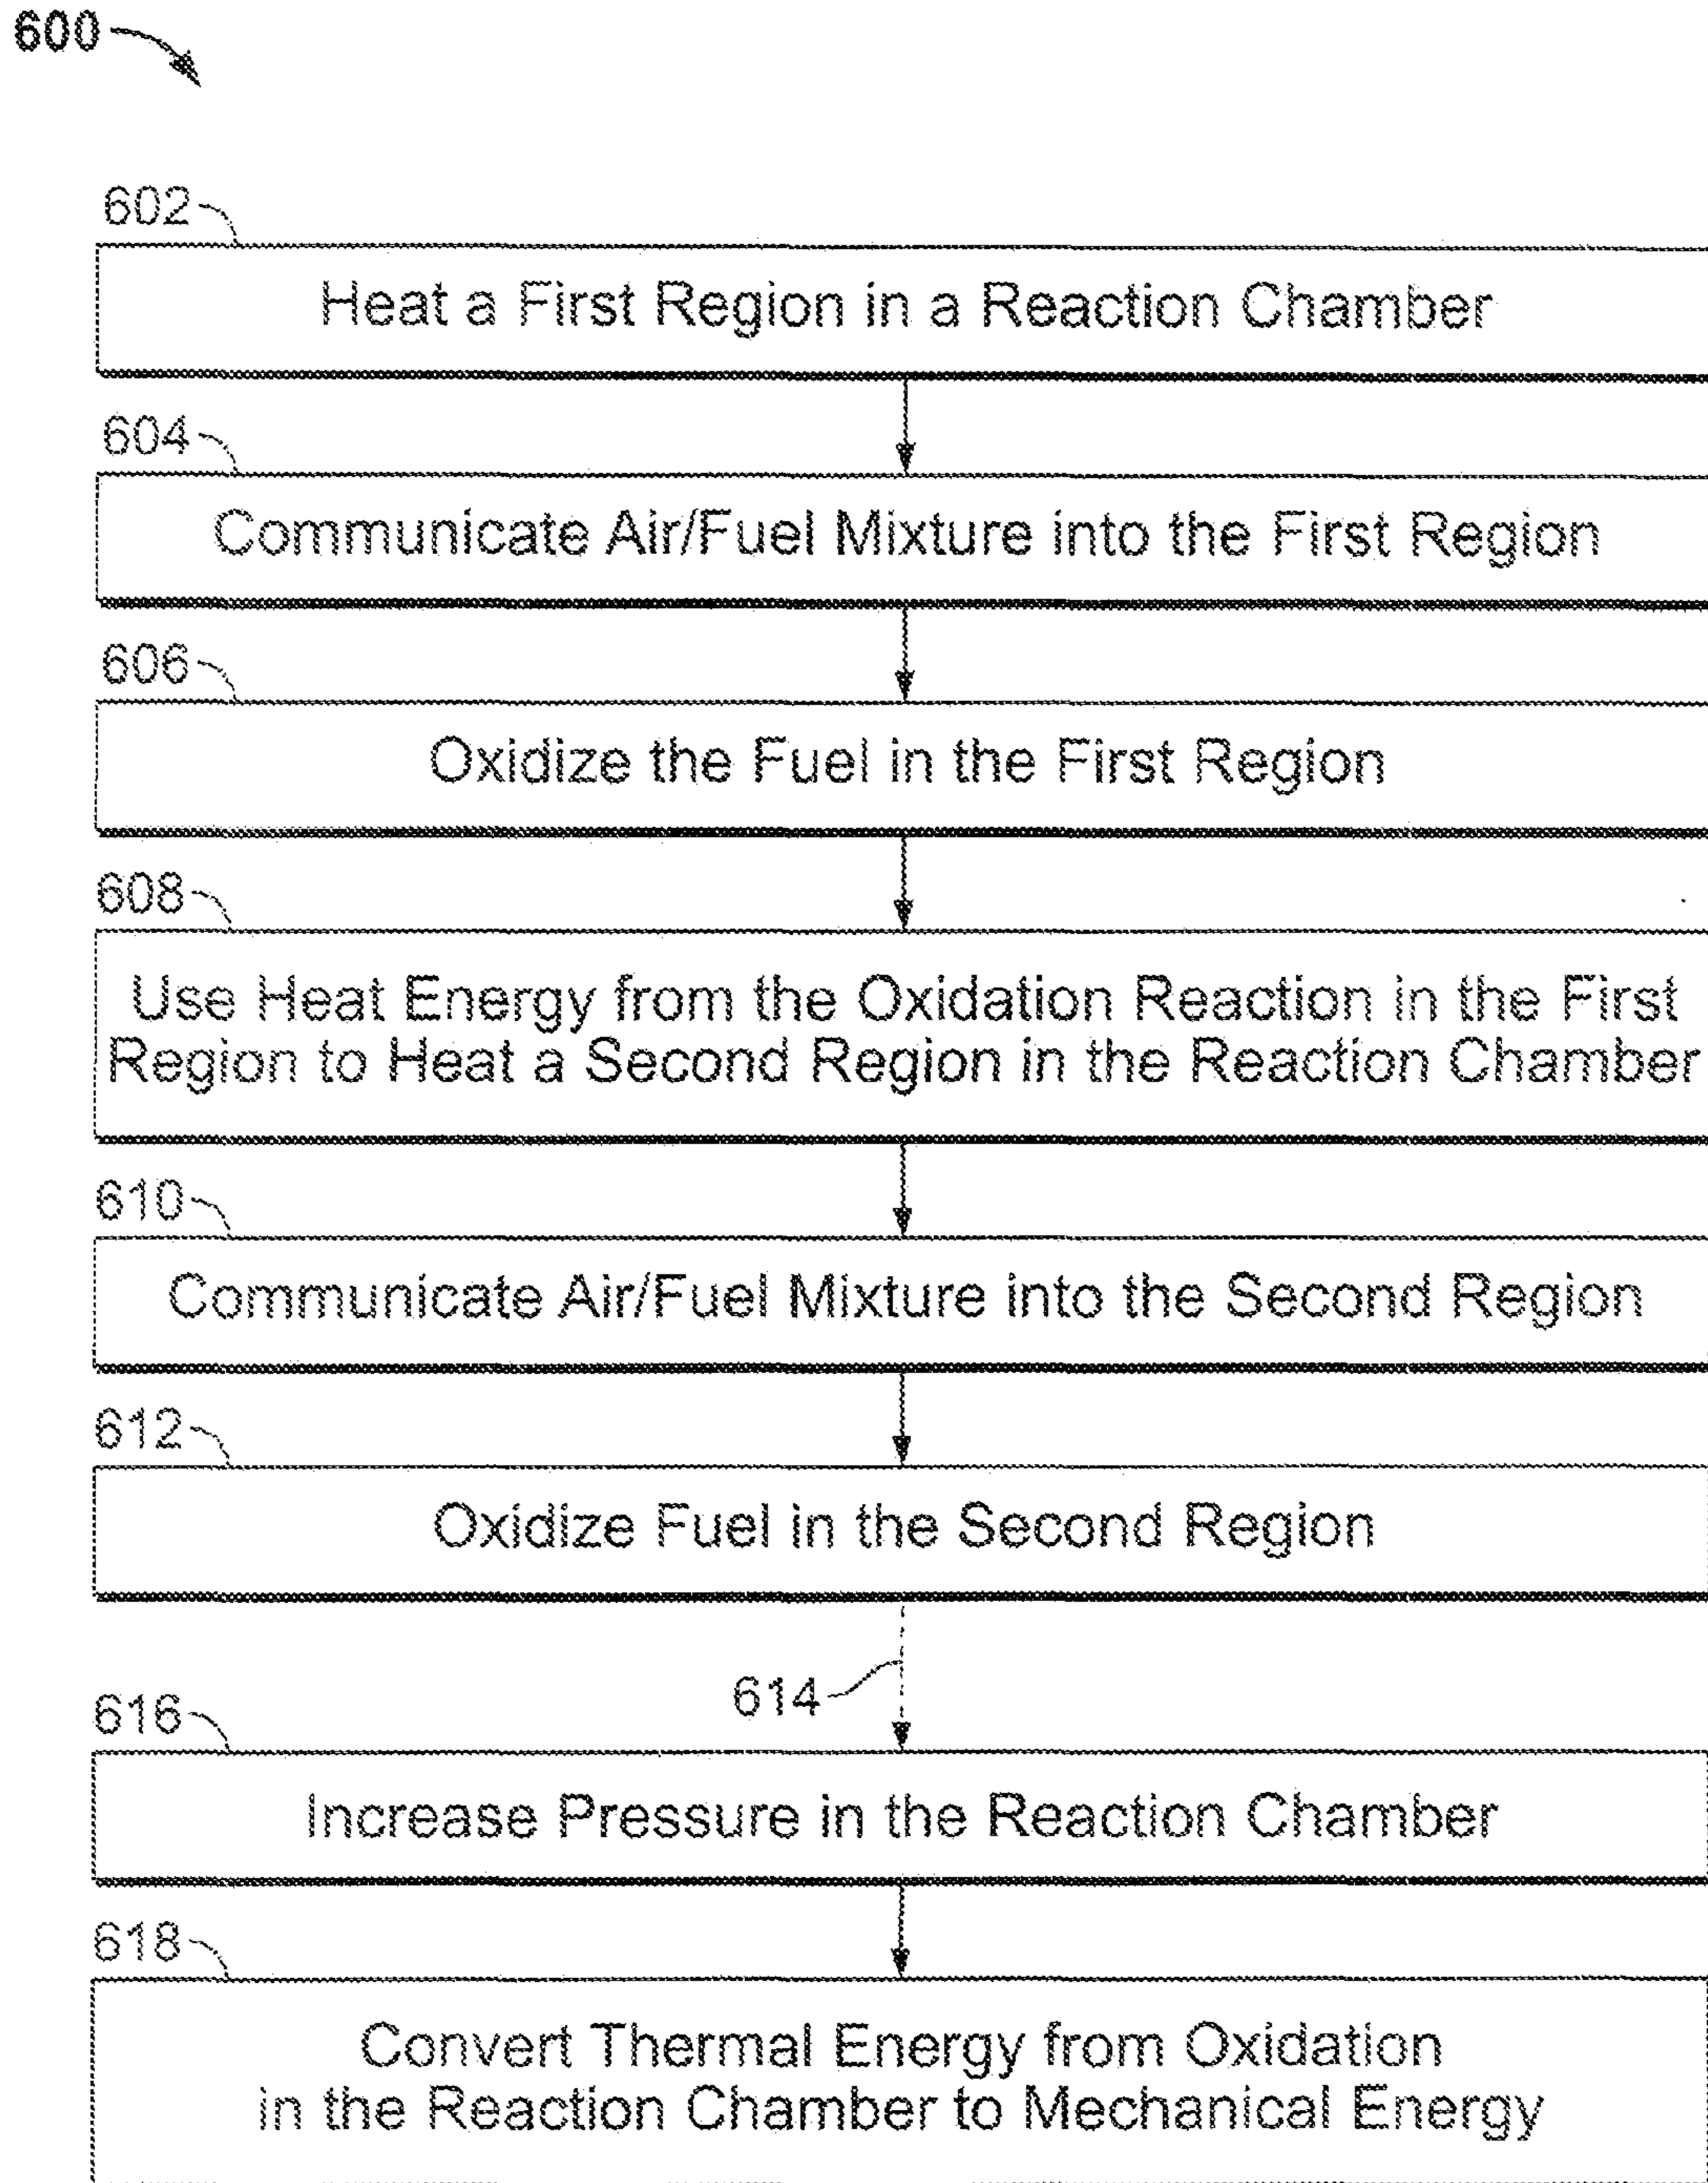 600
602
Heat a First Region in a Reaction Chamber
604
Communicate Air/Fuel Mixture into the First Region
606
Oxidize the Fuel in the First Region
608
Use Heat Energy from the Oxidation Reaction in the First
Region to Heat a Second Region in the Reaction Chamber
610
Communicate Air/Fuel Mixture into the Second Region
612
Oxidize Fuel in the Second Region
614
616
Increase Pressure in the Reaction Chamber
618
Convert Thermal Energy from Oxidation
in the Reaction Chamber to Mechanical Energy